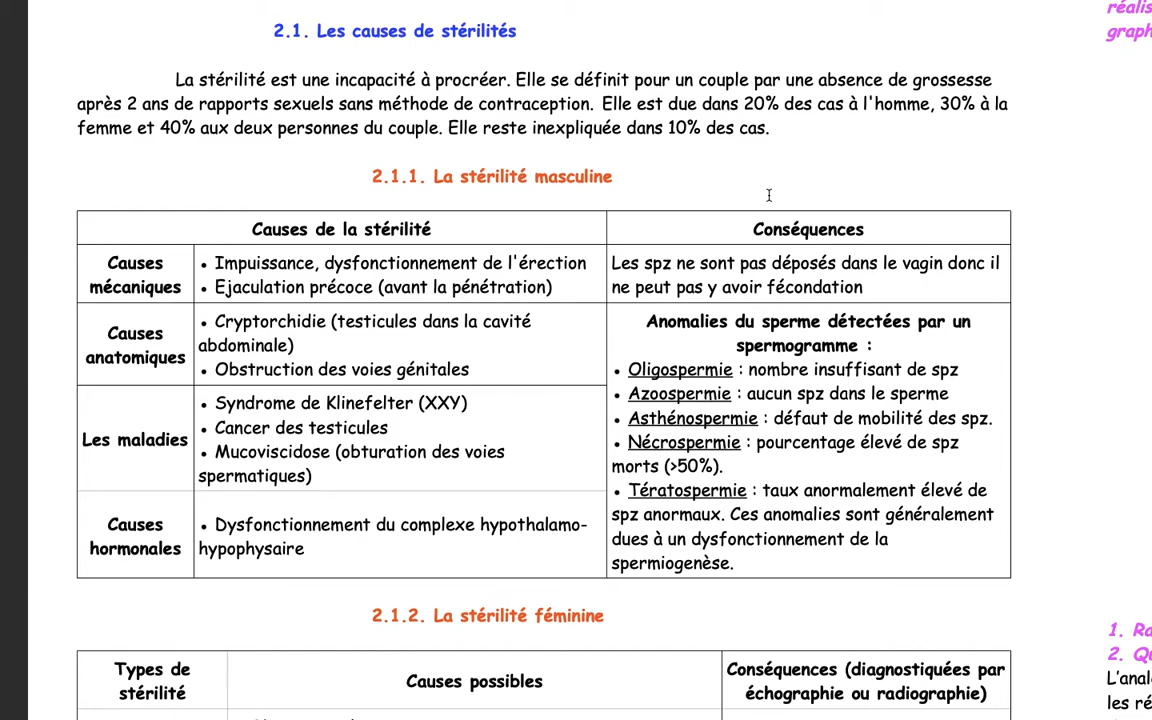 réalis
2.1. Les causes de stérilités
graph
La stérilité est une incapacité à procréer. Elle se définit pour un couple par une absence de grossesse
après 2 ans de rapports sexuels sans méthode de contraception. Elle est due dans 20% des cas à l'homme, 30% à la
femme et 40% aux deux personnes du couple. Elle reste inexpliquée dans 10% des cas.
2.1.1. La stérilité masculine
Causes de la stérilité
Conséquences
Causes
mécaniques
• Impuissance, dysfonctionnement de l'érection
• Ejaculation précoce (avant la pénétration)
Les spz ne sont pas déposés dans le vagin donc il
ne peut pas y avoir fécondation
Causes
anatomiques
• Cryptorchidie (testicules dans la cavité
abdominale)
• Obstruction des voies génitales
Les maladies
• Syndrome de Klinefelter (XXY)
• Cancer des testicules
• Mucoviscidose (obturation des voies
spermatiques)
Causes
hormonales
• Dysfonctionnement du complexe hypothalamo-
hypophysaire
Anomalies du sperme détectées par un
spermogramme :
• Oligospermie : nombre insuffisant de spz
• Azoospermie : aucun spz dans le sperme
• Asthénospermie : défaut de mobilité des spz.
• Nécrospermie : pourcentage élevé de spz
morts (>50%).
• Tératospermie : taux anormalement élevé de
spz anormaux. Ces anomalies sont généralement
dues à un dysfonctionnement de la
spermiogenèse.
2.1.2. La stérilité féminine
Types de
stérilité
Causes possibles
Conséquences (diagnostiquées par
échographie ou radiographie)
1. Ra
2. Qu
L'anal
les ré